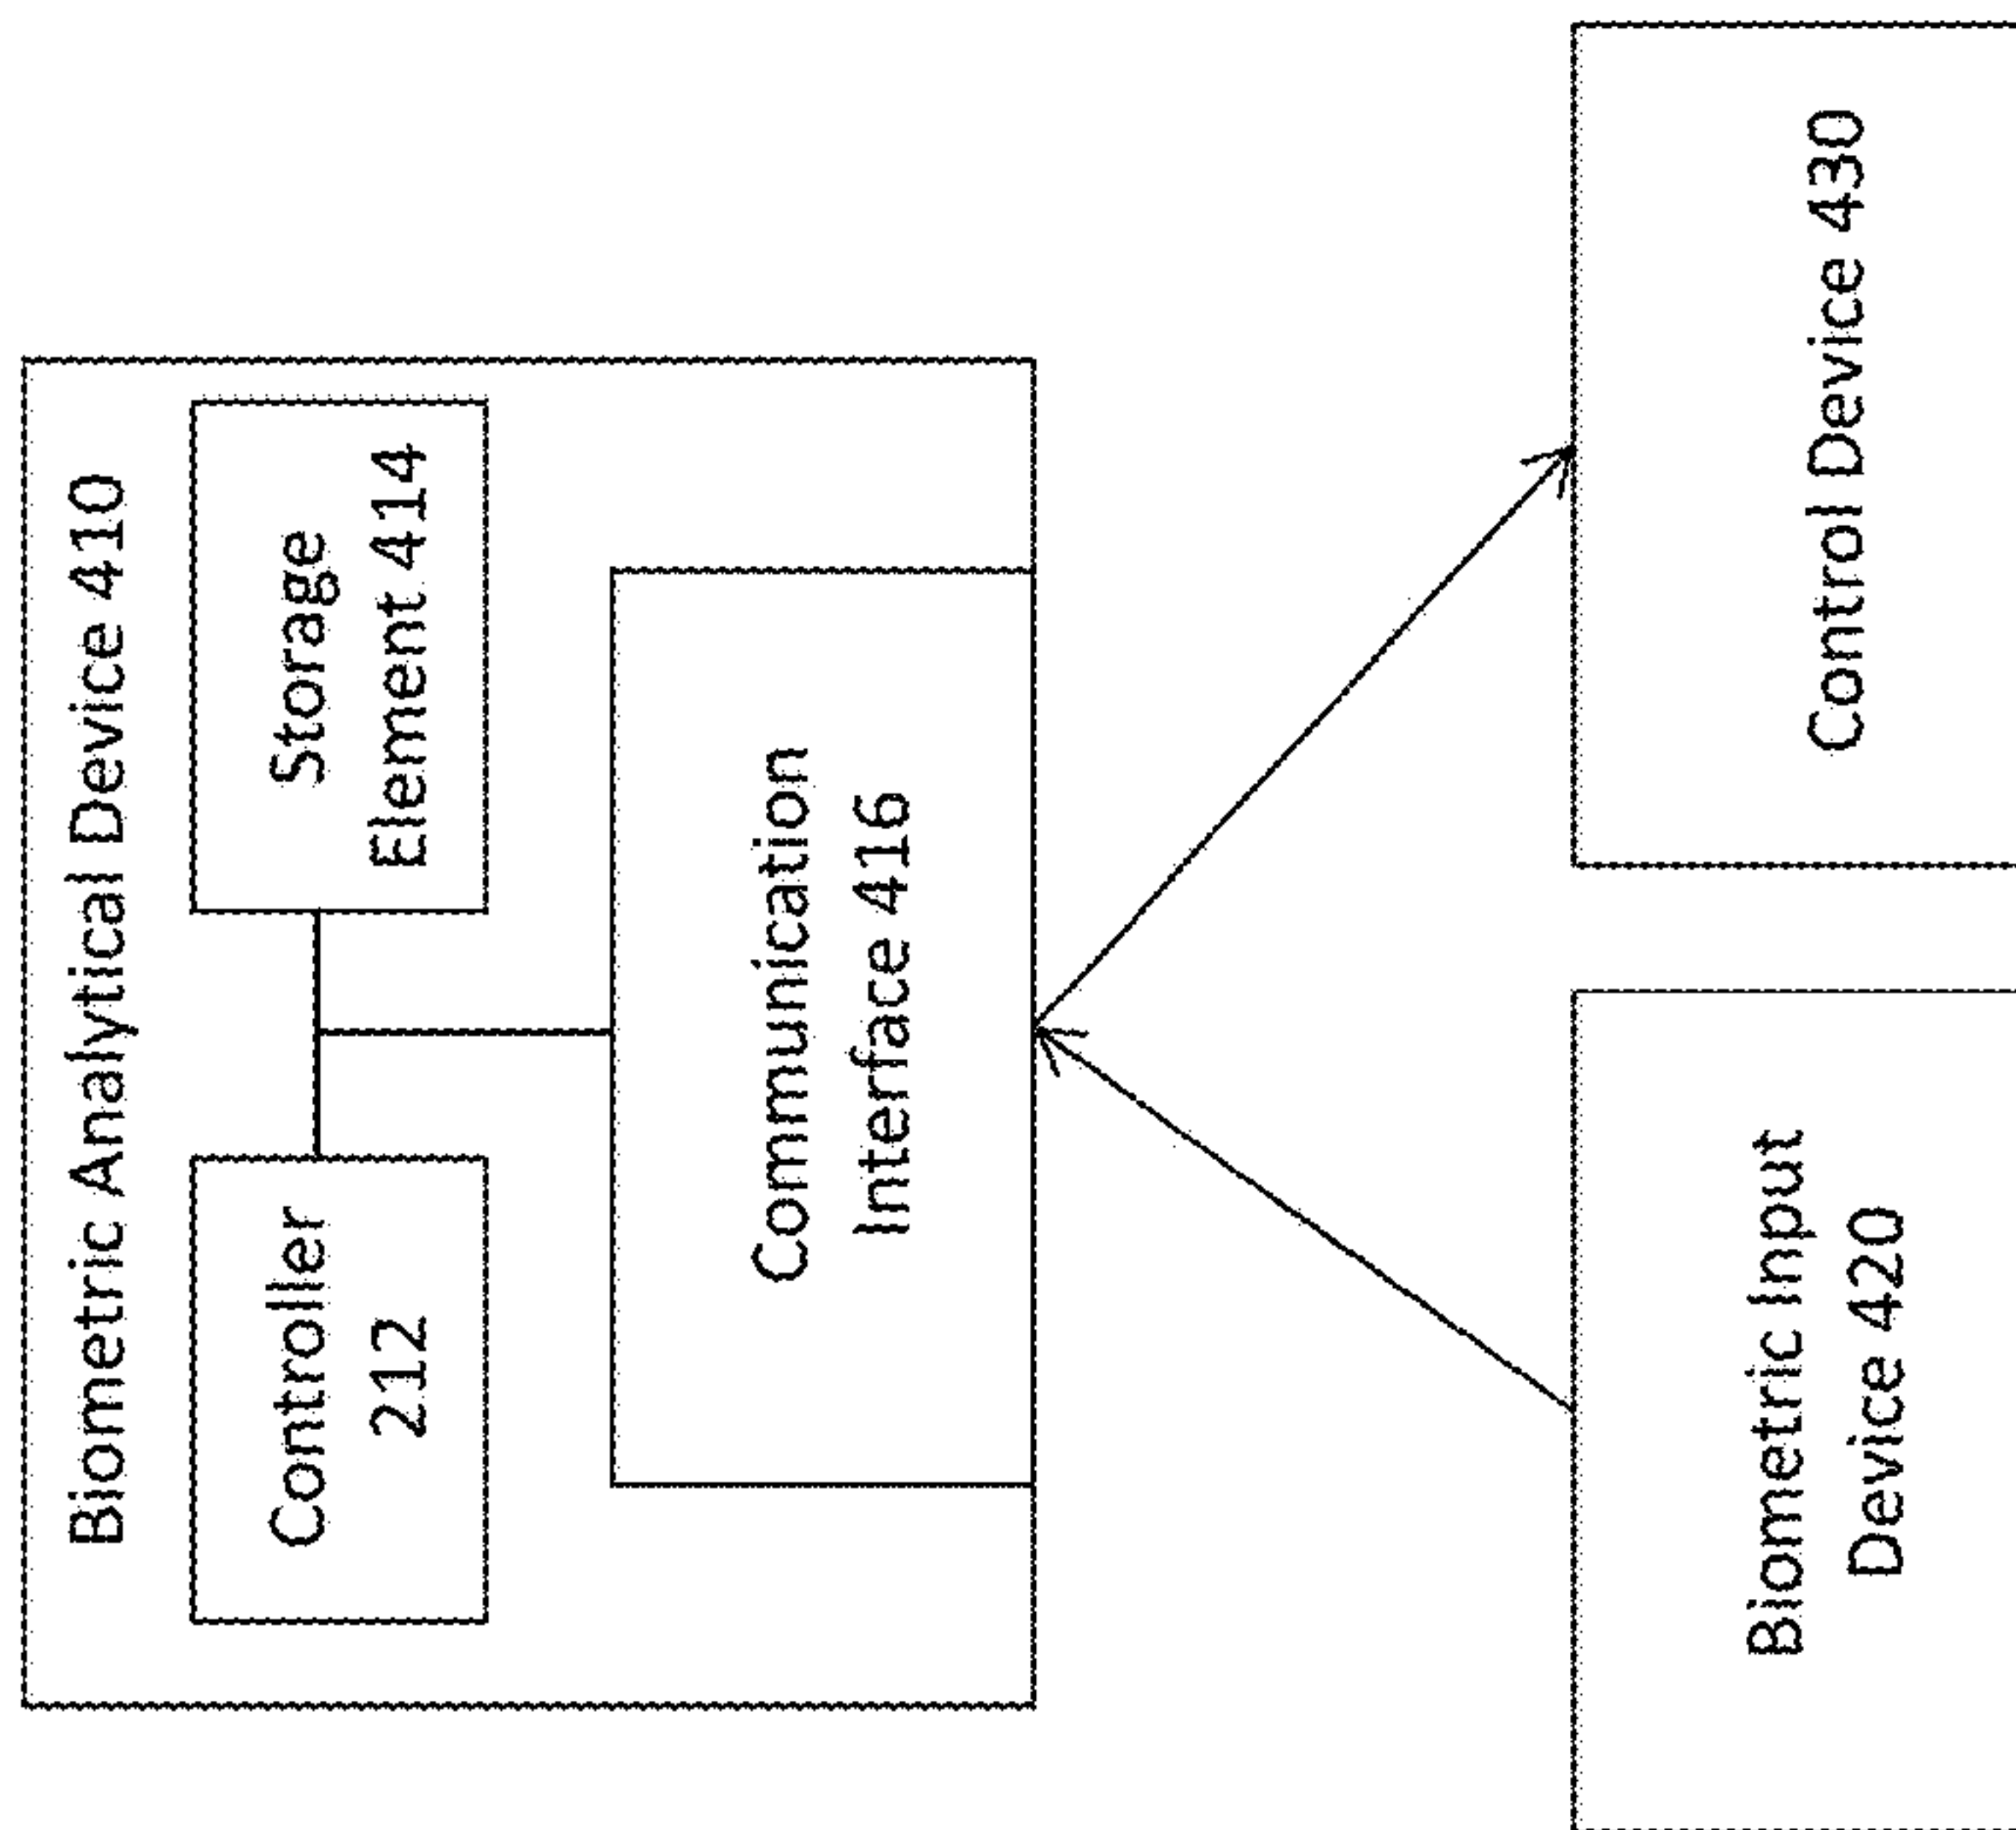 Biometric Analytical Device 410
Controller
212
Storage
Element 414
Communication
Interface 416
Biometric Input
Device 420
Control Device 430